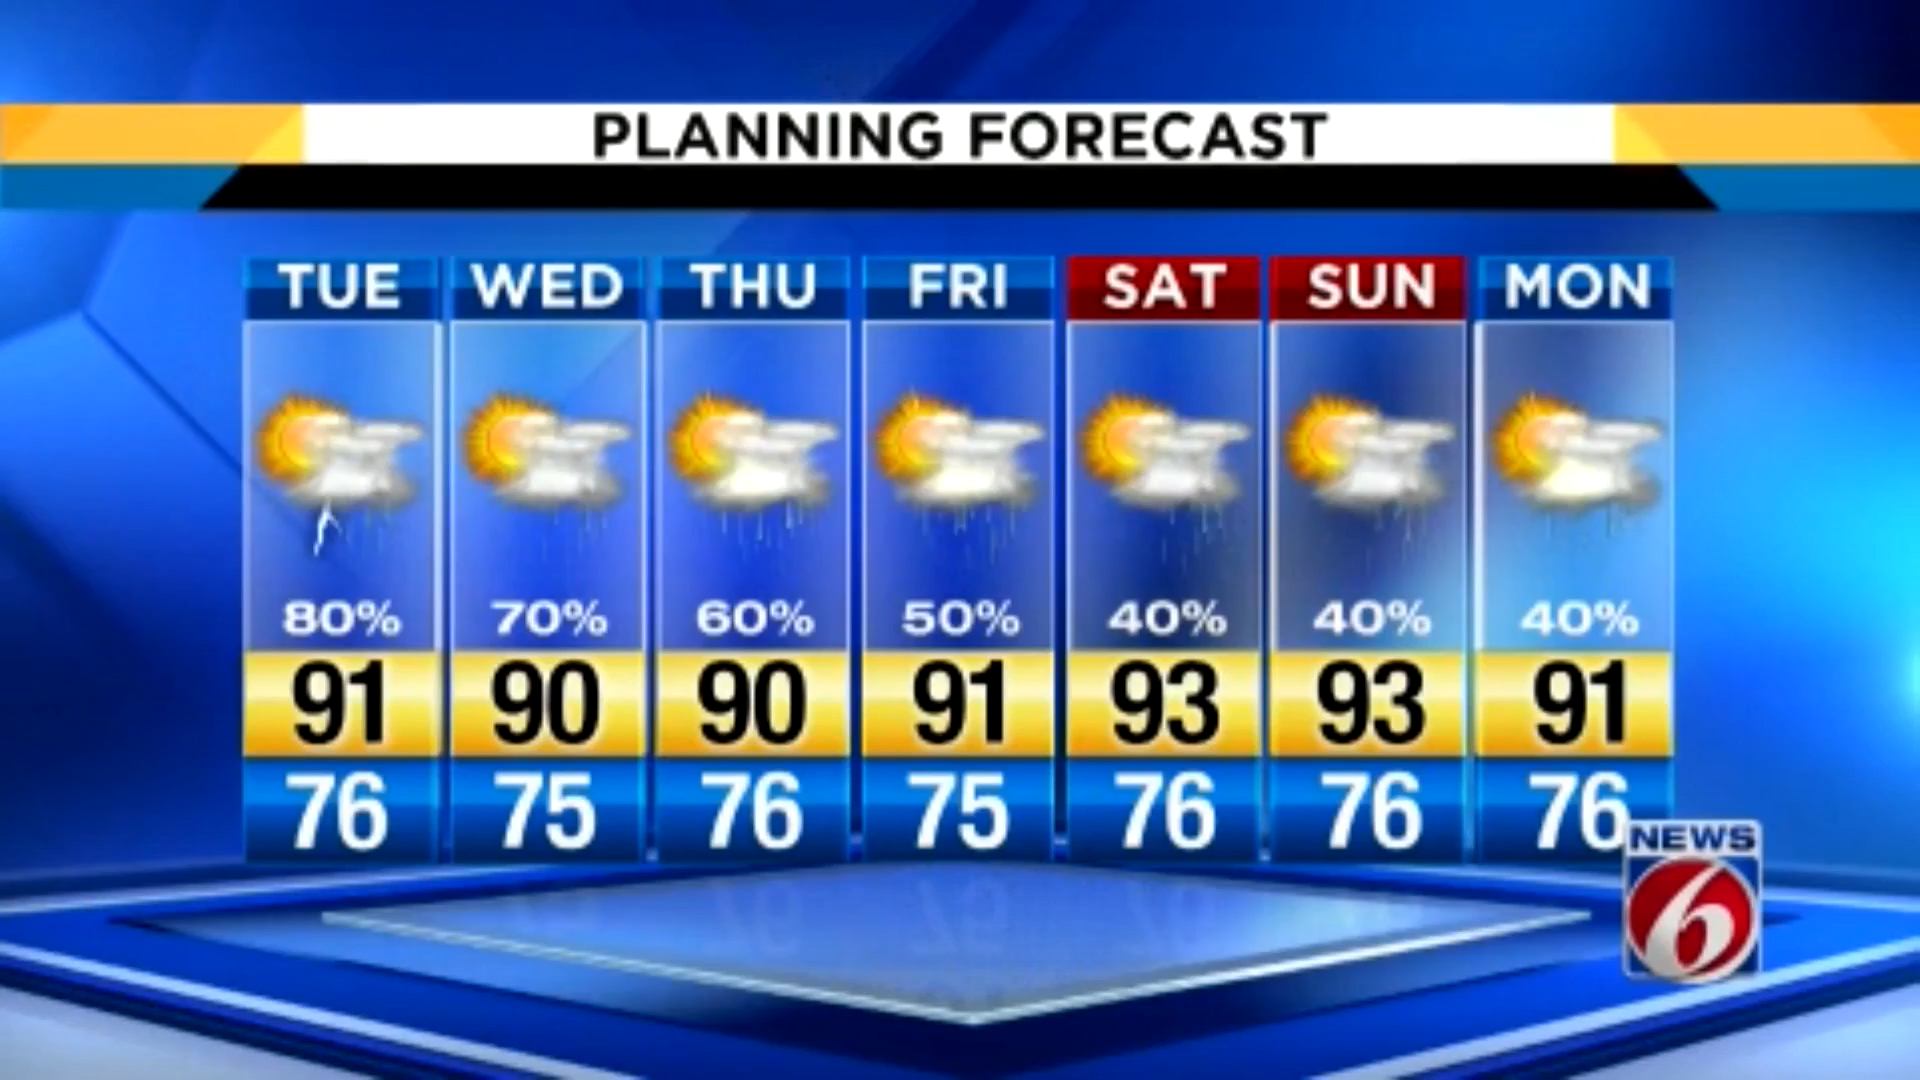 PLANNING FORECAST
TUE WED THU FRI SAT SUN MON
80% 70% 60% 50% 40% 40% 40%
91 90 90 91 93 93 91
76 75 76 75 76 76 76
NEWS
6